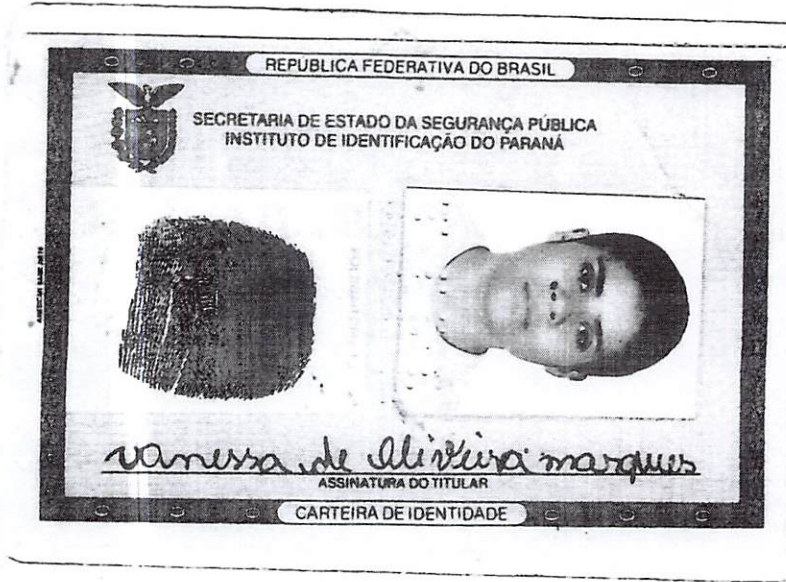 REPÚBLICA FEDERATIVA DO BRASIL
SECRETARIA DE ESTADO DA SEGURANÇA PÚBLICA
INSTITUTO DE IDENTIFICAÇÃO DO PARANÁ
vanessa de Oliveira marques
ASSINATURA DO TITULAR
CARTEIRA DE IDENTIDADE